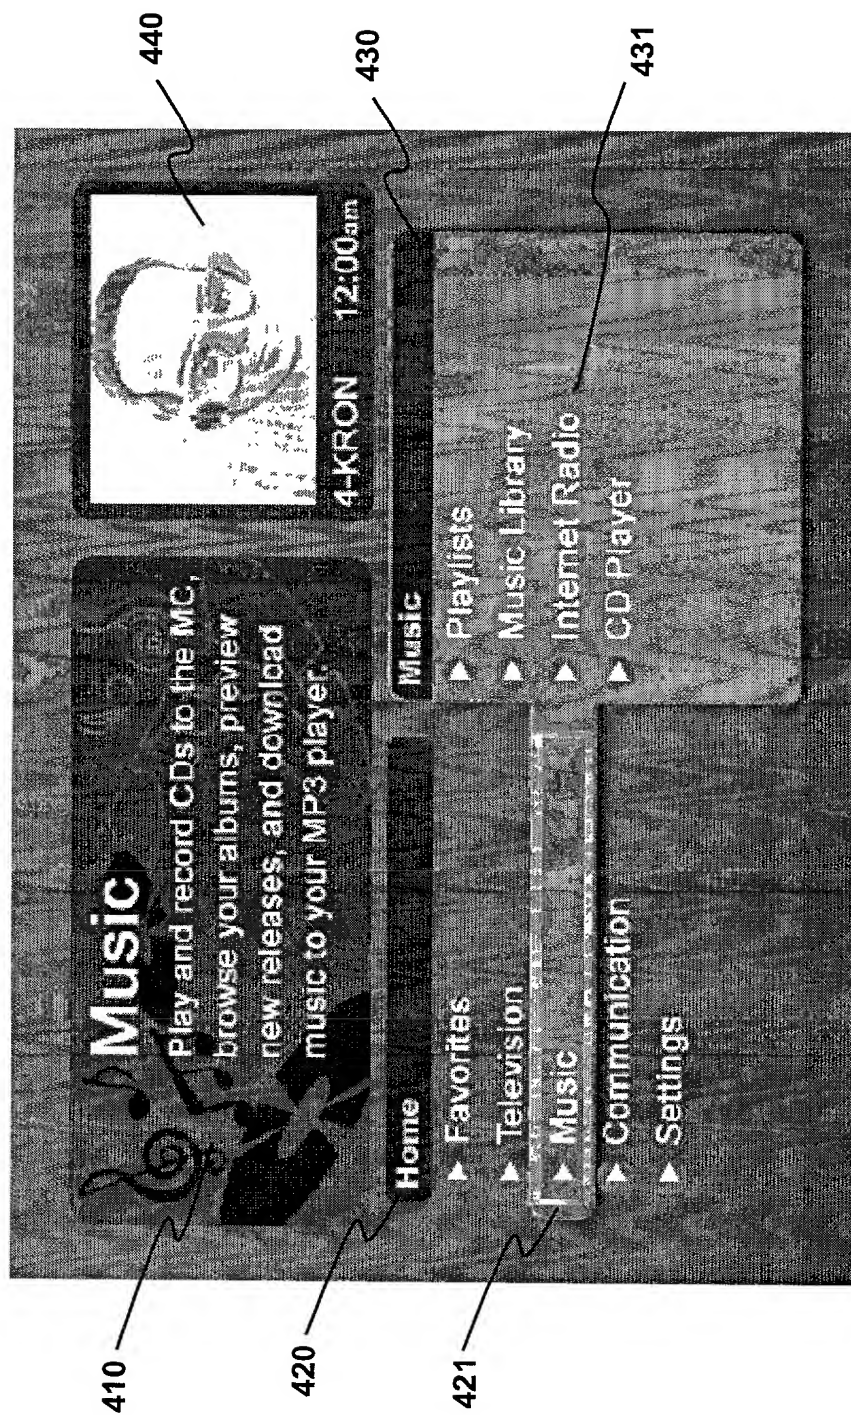 Music
Play and record CDs to the MC,
browse your albums, preview
new releases, and download
music to your MP3 player.
4-KRON 12:00am
Home
Favorites
Television
Music
Communication
Settings
Music
Playlists
Music Library
Internet Radio
CD Player
410
420
421
440
430
431